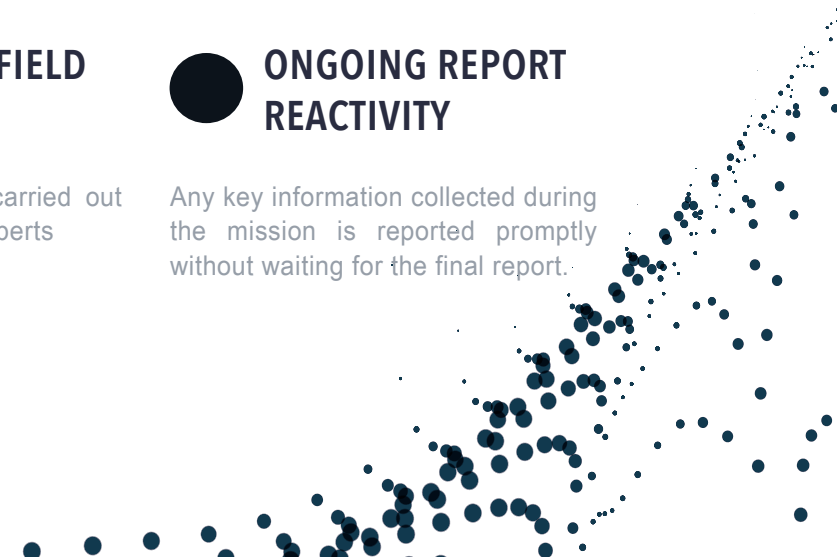 FIELD
carried out
perts
ONGOING REPORT
REACTIVITY
Any key information collected during
the mission is reported promptly
without waiting for the final report.